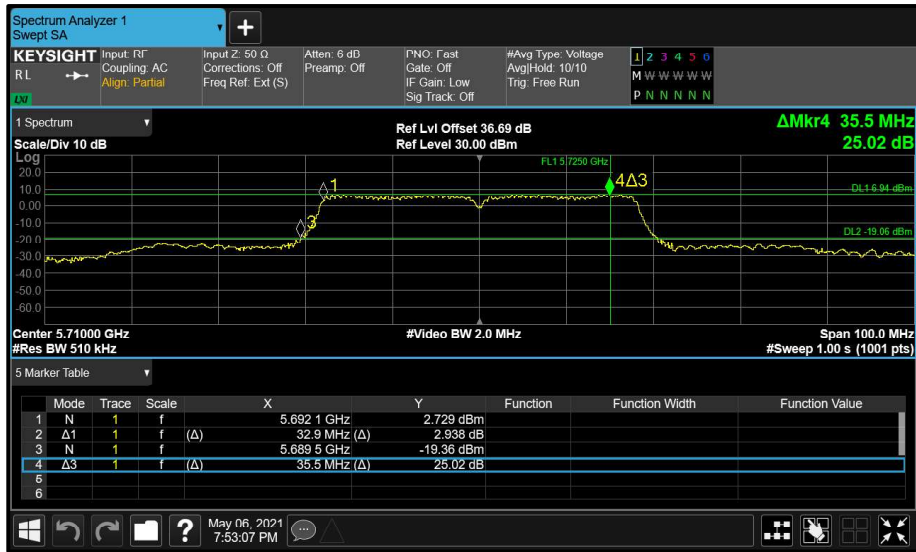 Spectrum Analyzer 1
Swept SA
+
KEYSIGHT
RL
LXI
Input: RF
Coupling: AC
Align: Partial
Input Z: 50 Ω
Corrections: Off
Freq Ref: Ext (S)
Atten: 6 dB
Preamp: Off
PNO: Fast
Gate: Off
IF Gain: Low
Sig Track: Off
#Avg Type: Voltage
Avg|Hold: 10/10
Trig: Free Run
1 2 3 4 5 6
M W W W W W
P N N N N N
1 Spectrum
Scale/Div 10 dB
Ref Lvl Offset 36.69 dB
Ref Level 30.00 dBm
ΔMkr4 35.5 MHz
25.02 dB
Log
20.0
10.0
0.00
-10.0
-20.0
-30.0
-40.0
-50.0
-60.0
FL1 5.7250 GHz
1
3
4Δ3
DL1 6.94 dBm
DL2 -19.06 dBm
Center 5.71000 GHz
#Video BW 2.0 MHz
Span 100.0 MHz
#Res BW 510 kHz
#Sweep 1.00 s (1001 pts)
5 Marker Table
Mode Trace Scale X Y Function Function Width Function Value
1 N 1 f 5.692 1 GHz 2.729 dBm
2 Δ1 1 f (Δ) 32.9 MHz (Δ) 2.938 dB
3 N 1 f 5.689 5 GHz -19.36 dBm
4 Δ3 1 f (Δ) 35.5 MHz (Δ) 25.02 dB
5
6
?
May 06, 2021
7:53:07 PM